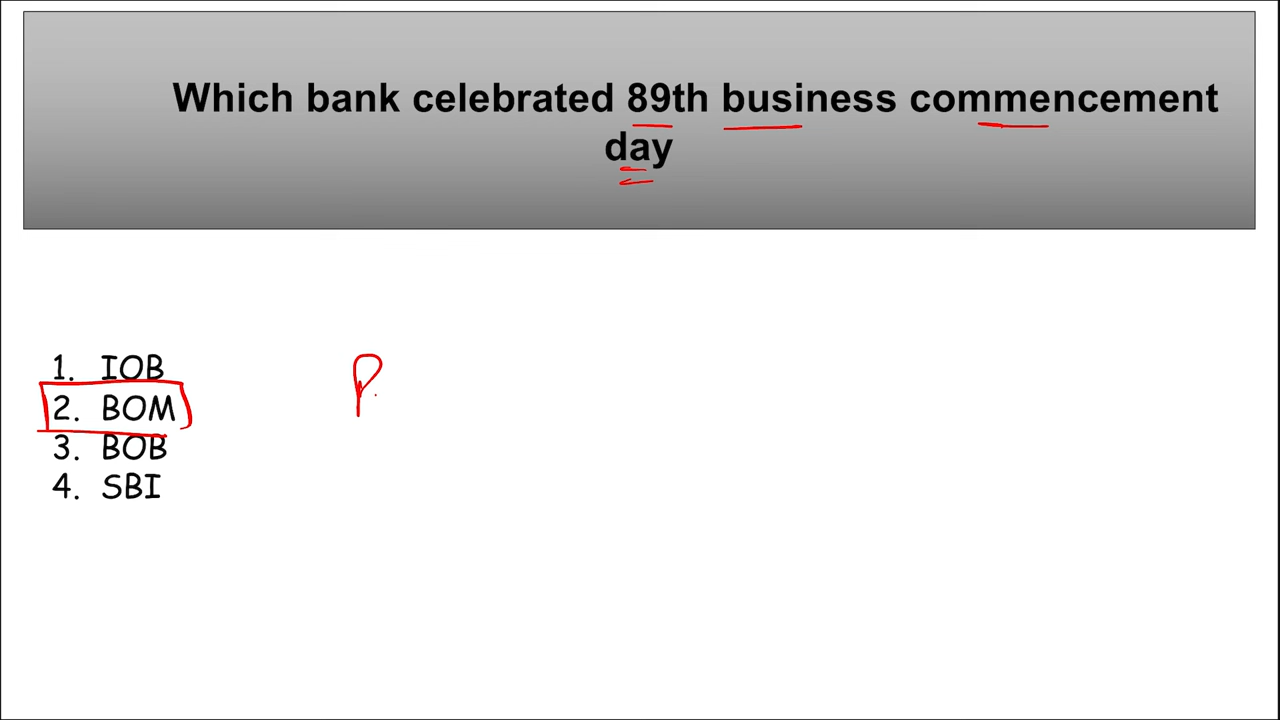 Which bank celebrated 89th business commencement
day
1. IOB
2. BOM
3. BOB
4. SBI
P